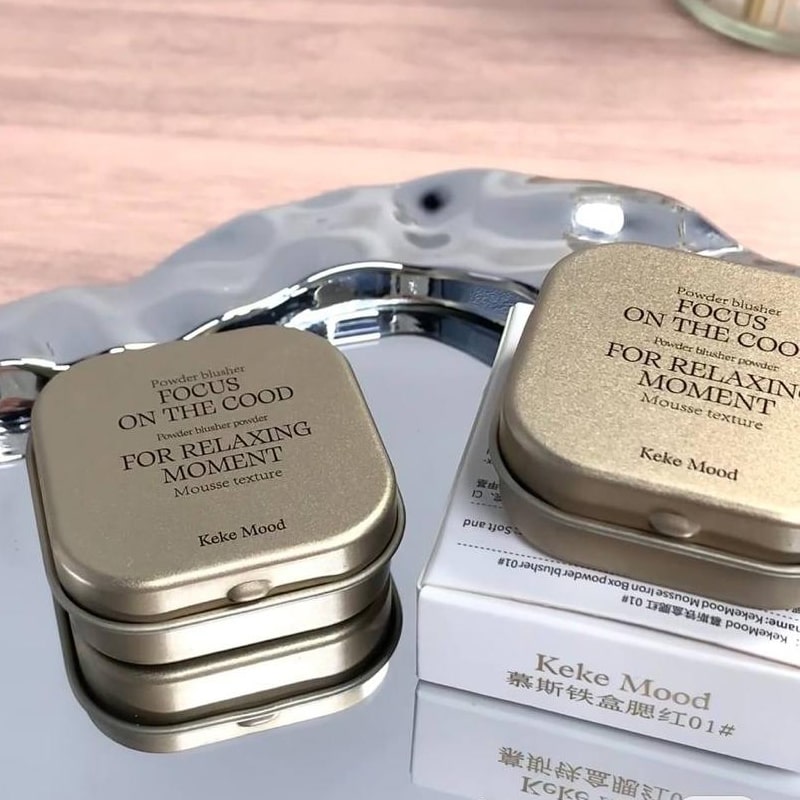 Powder blusher
FOCUS
ON THE COOD
Powder blusher powder
FOR RELAXING
MOMENT
Mousse texture
Keke Mood
Powder blusher
FOCUS
ON THE COO
Powder blusher powder
FOR RELAXING
MOMENT
Mousse texture
Keke Mood
Soft and
name: KekeMood Mousse Iron Box powder blusher01#
KekeMood 慕斯铁盒腮红 01#
Keke Mood
慕斯铁盒腮红01#